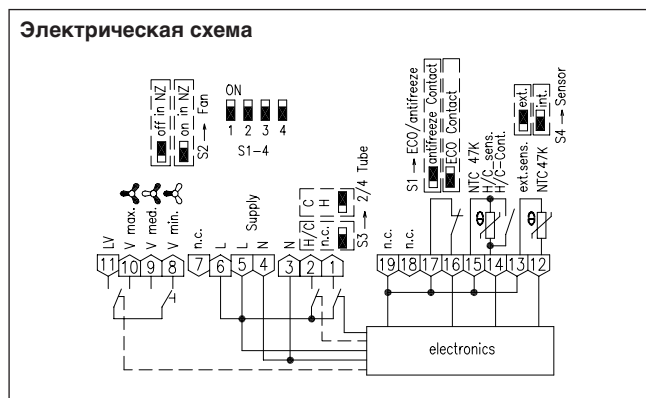 Электрическая схема
off in NZ
on in NZ
S2 → Fan
ON
1 2 3 4
S1-4
S1 → ECO/antifreeze
antifreeze Contact
ECO Contact
ext.
int.
S4 → Sensor
LV
V max.
V med.
V min.
n.c.
L
Supply
L
N
N
H/C
C
n.c.
H
S3 → 2/4 Tube
n.c.
n.c.
NTC 47K
H/C-sens.
H/C-Cont.
ext.sens.
NTC 47K
11 10 9 8 7 6 5 4 3 2 1
19 18 17 16 15 14 13 12
electronics